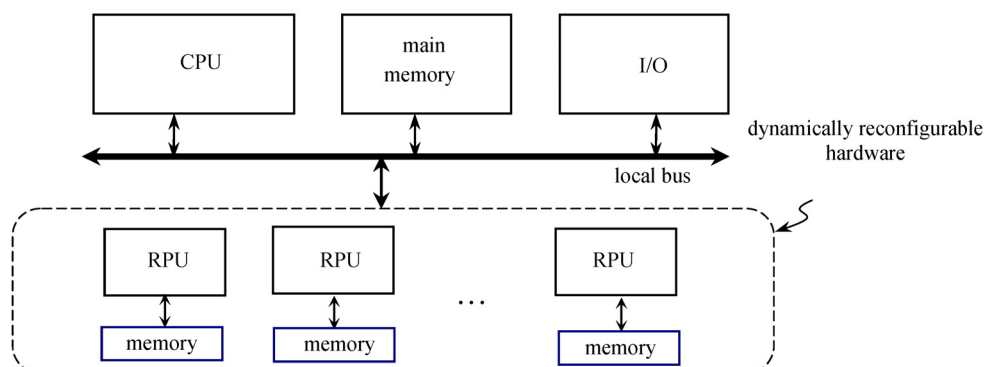 CPU
main
memory
I/O
dynamically reconfigurable
hardware
local bus
RPU
RPU
...
RPU
memory
memory
memory